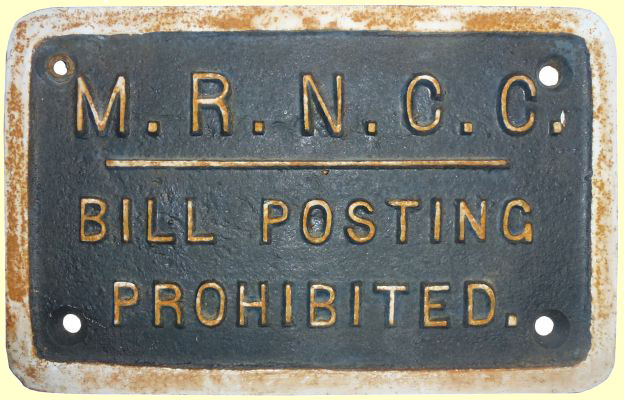 M.R.N.C.C.
BILL POSTING
PROHIBITED.